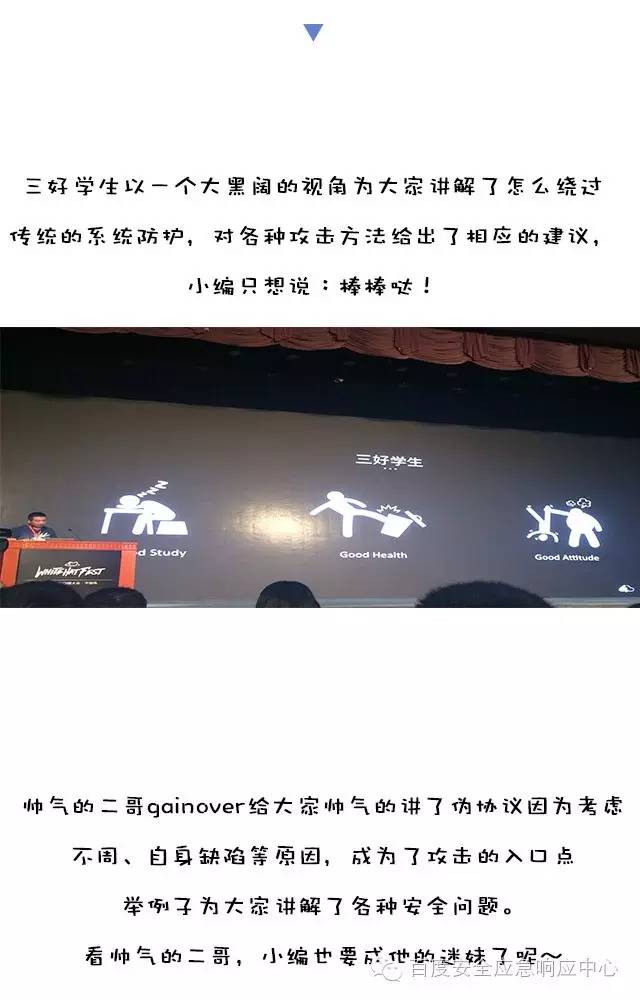 三好学生以一个大黑阔的视角为大家讲解了怎么绕过
传统的系统防护，对各种攻击方法给出了相应的建议，
小编只想说：棒棒哒！
三好学生
d Study
Good Health
Good Attitude
WHITEHATFEST
帅气的二哥gainover给大家帅气的讲了伪协议因为考虑
不周、自身缺陷等原因，成为了攻击的入口点
举例子为大家讲解了各种安全问题。
看帅气的二哥，小编也要成他的迷妹了呢～
百度安全应急响应中心